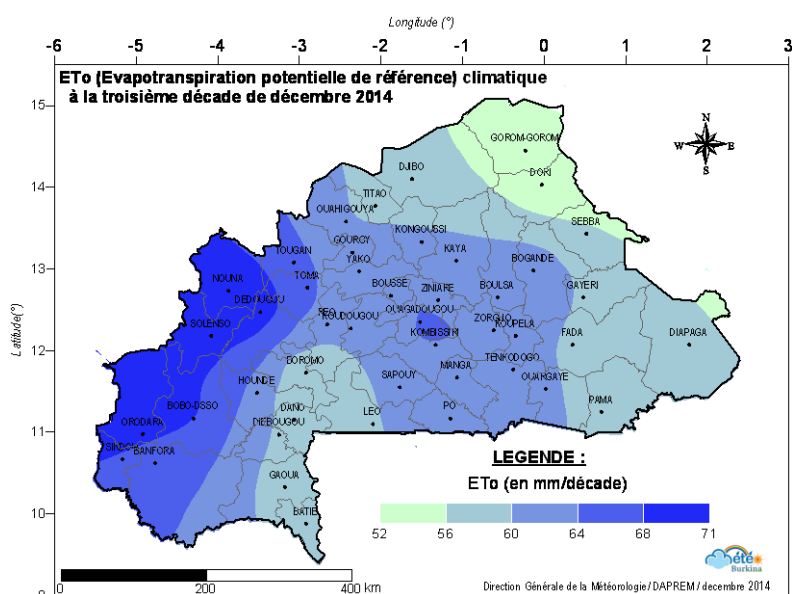 Longitude (°)
-6 -5 -4 -3 -2 -1 0 1 2 3
ETo (Evapotranspiration potentielle de référence) climatique
à la troisième décade de décembre 2014
Latitude(°)
15
14
13
12
11
10
N
W E
S
GOROM-GOROM
DORI
DJIBO
TITAO
OUAHIGOUYA
SEBBA
KONGOUSSI
GOURCY
KAYA
TOUGAN
YAKO
BOGANDE
NOUNA
TOMA
BOUSSE
ZINIARE
BOULSA
GAYERI
DEDOUGOU
OUAGADOUGOU
SOLENSO
REO
KOUDOUGOU
ZORGHO
KOMBISSIRI
KOUPELA
FADA
DIAPAGA
BOROMO
TENKODOGO
HOUNDE
SAPOUY
MANGA
OUARGAYE
BOBO-DSSO
DANO
LEO
PO
PAMA
ORODARA
DIEBOUGOU
BANFORA
GAOUA
BATIE
LEGENDE :
ETo (en mm/décade)
52 56 60 64 68 71
météo
Burkina
0 200 400 km
Direction Générale de la Météorologie/ DAPREM / decembre 2014